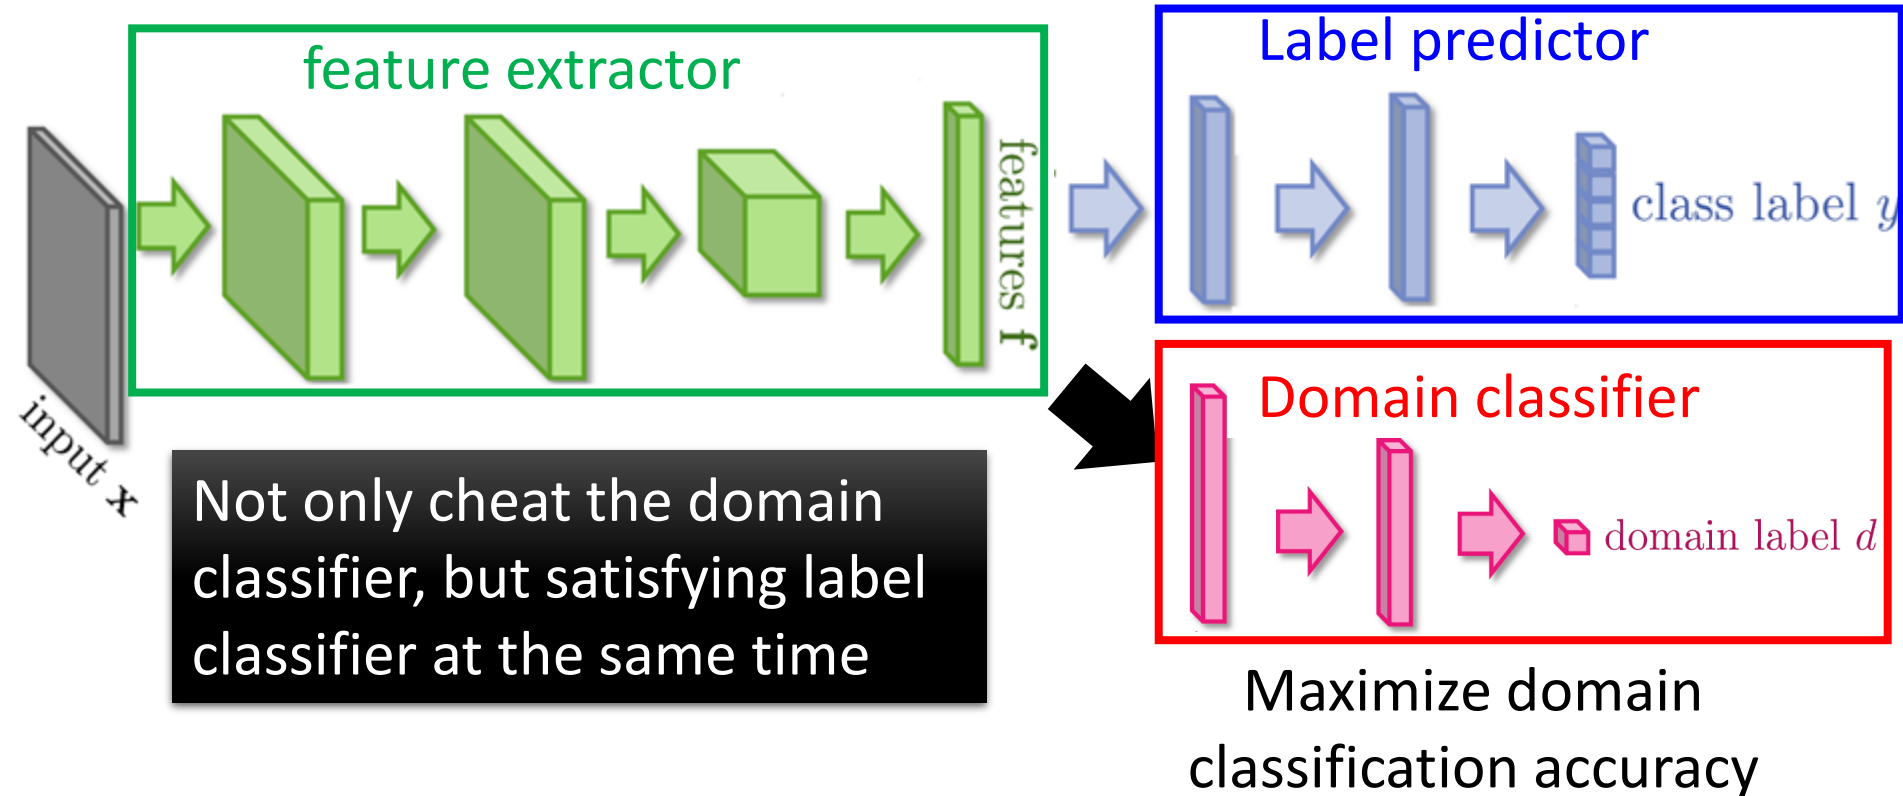 feature extractor
Label predictor
features f
class label y
input x
Domain classifier
domain label d
Not only cheat the domain
classifier, but satisfying label
classifier at the same time
Maximize domain
classification accuracy